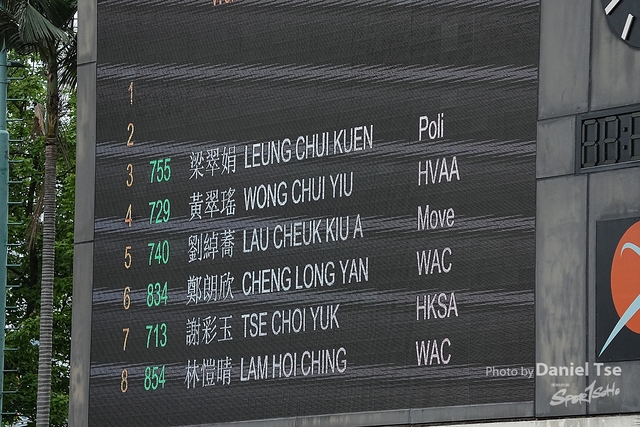 1
2
3 755 梁翠娟 LEUNG CHUI KUEN Poli
4 729 黃翠瑤 WONG CHUI YIU HVAA
5 740 劉綽蕎 LAU CHEUK KIU A Move
6 834 鄭朗欣 CHENG LONG YAN WAC
7 713 謝彩玉 TSE CHOI YUK HKSA
8 854 林愷晴 LAM HOI CHING WAC
Photo by Daniel Tse
SPORTSOHO